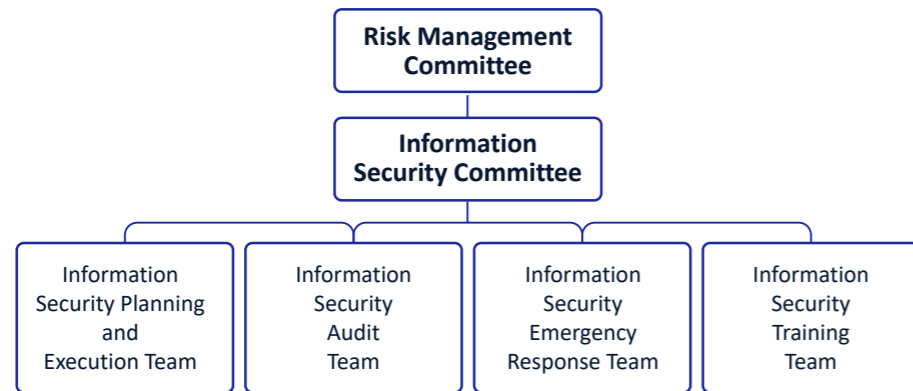 Risk Management
Committee
Information
Security Committee
Information
Security Planning
and
Execution Team
Information
Security
Audit
Team
Information
Security
Emergency
Response Team
Information
Security
Training
Team